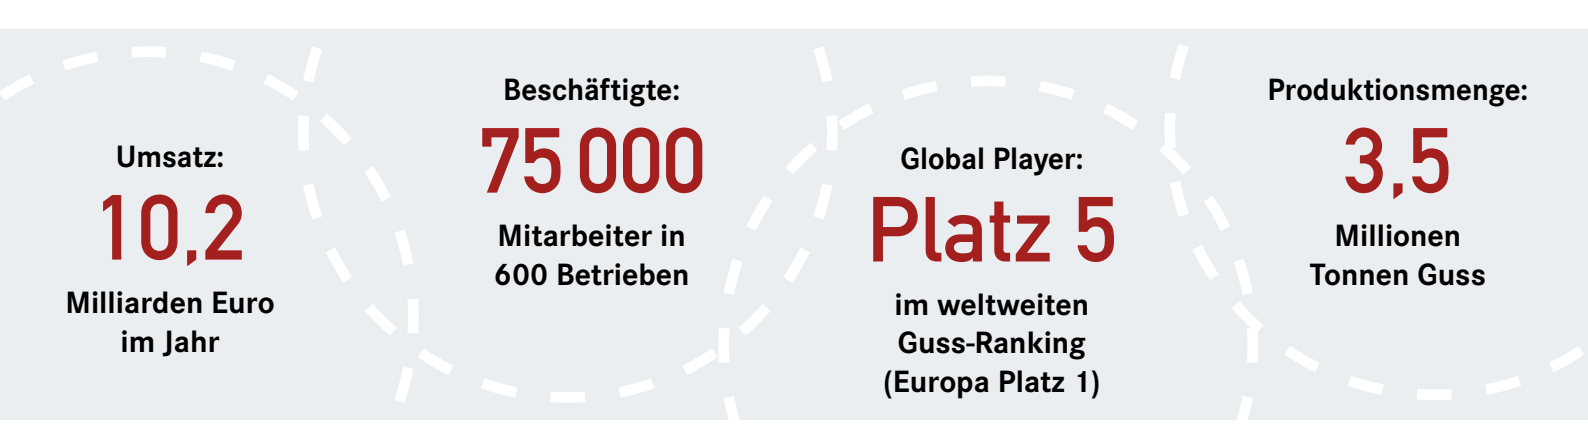 Umsatz:
10,2
Milliarden Euro
im Jahr
Beschäftigte:
75 000
Mitarbeiter in
600 Betrieben
Global Player:
Platz 5
im weltweiten
Guss-Ranking
(Europa Platz 1)
Produktionsmenge:
3,5
Millionen
Tonnen Guss